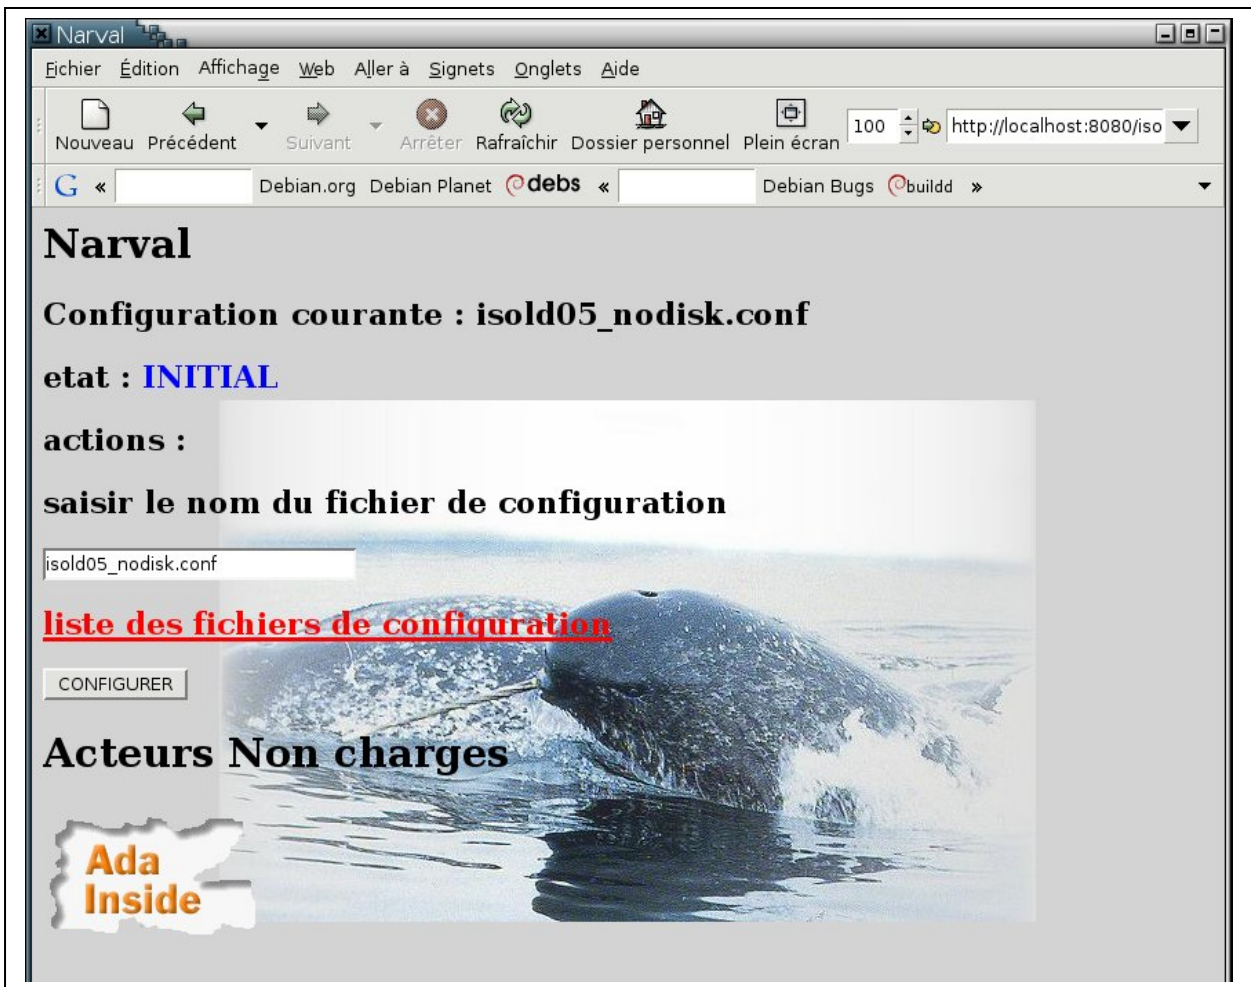 Narval
Fichier Édition Affichage Web Aller à Signets Onglets Aide
Nouveau Précédent Suivant Arrêter Rafraîchir Dossier personnel Plein écran 100 http://localhost:8080/iso
G « Debian.org Debian Planet debs « Debian Bugs buildd »
Narval
Configuration courante : isold05_nodisk.conf
etat : INITIAL
actions :
saisir le nom du fichier de configuration
isold05_nodisk.conf
liste des fichiers de configuration
CONFIGURER
Acteurs Non charges
Ada
Inside